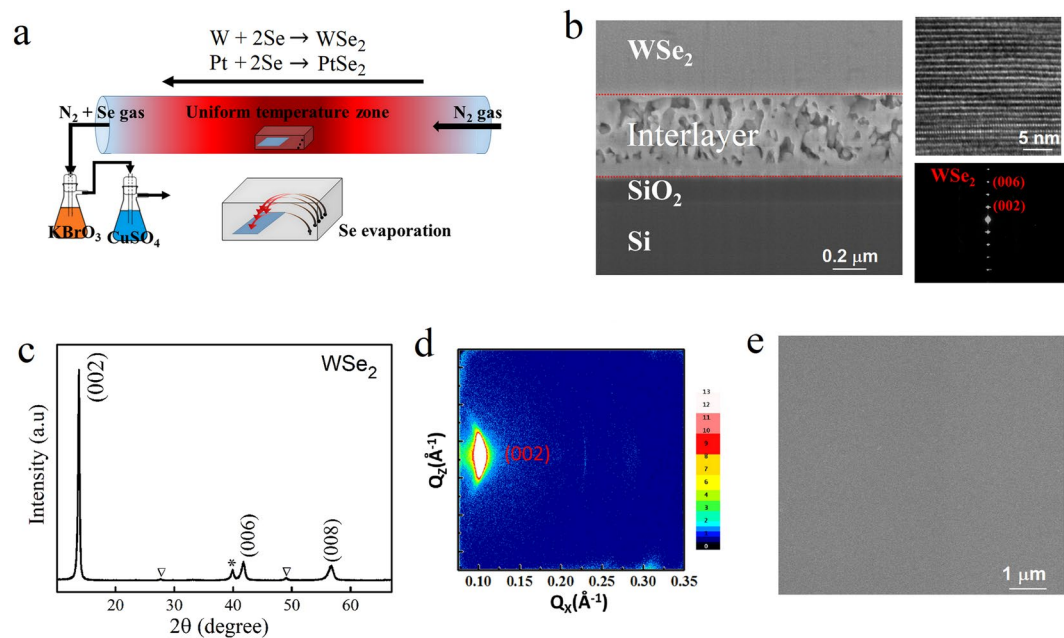 a
W + 2Se → WSe₂
Pt + 2Se → PtSe₂
N₂ + Se gas
Uniform temperature zone
N₂ gas
KBrO₃
CuSO₄
Se evaporation
b
WSe₂
Interlayer
SiO₂
Si
0.2 μm
5 nm
WSe₂
(006)
(002)
c
WSe₂
(002)
*
(006)
(008)
Intensity (a.u)
20 30 40 50 60
2θ (degree)
d
(002)
Q_Z(Å⁻¹)
0.10 0.15 0.20 0.25 0.30 0.35
Q_X(Å⁻¹)
13
12
11
10
9
8
7
6
4
3
2
1
0
e
1 μm